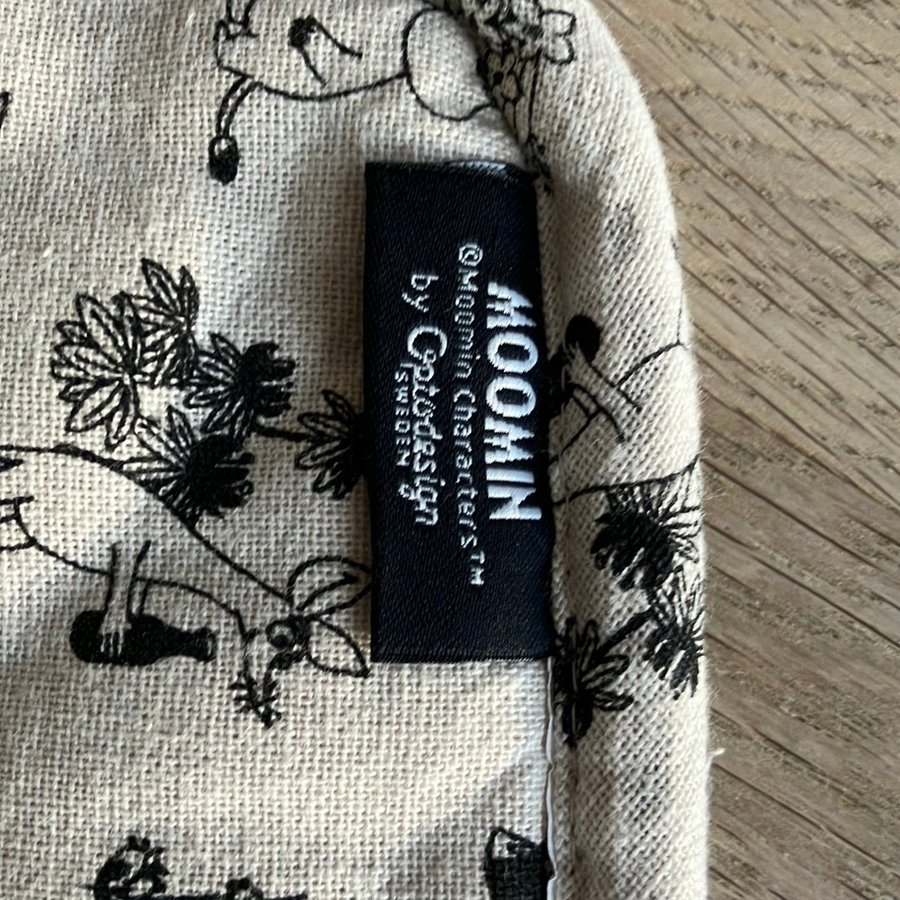 MOOMIN
©Moomin Characters™
by Optodesign
SWEDEN